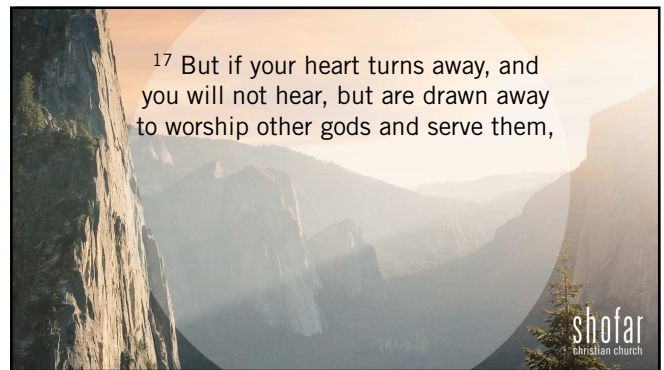 17 But if your heart turns away, and
you will not hear, but are drawn away
to worship other gods and serve them,
shofar
christian church